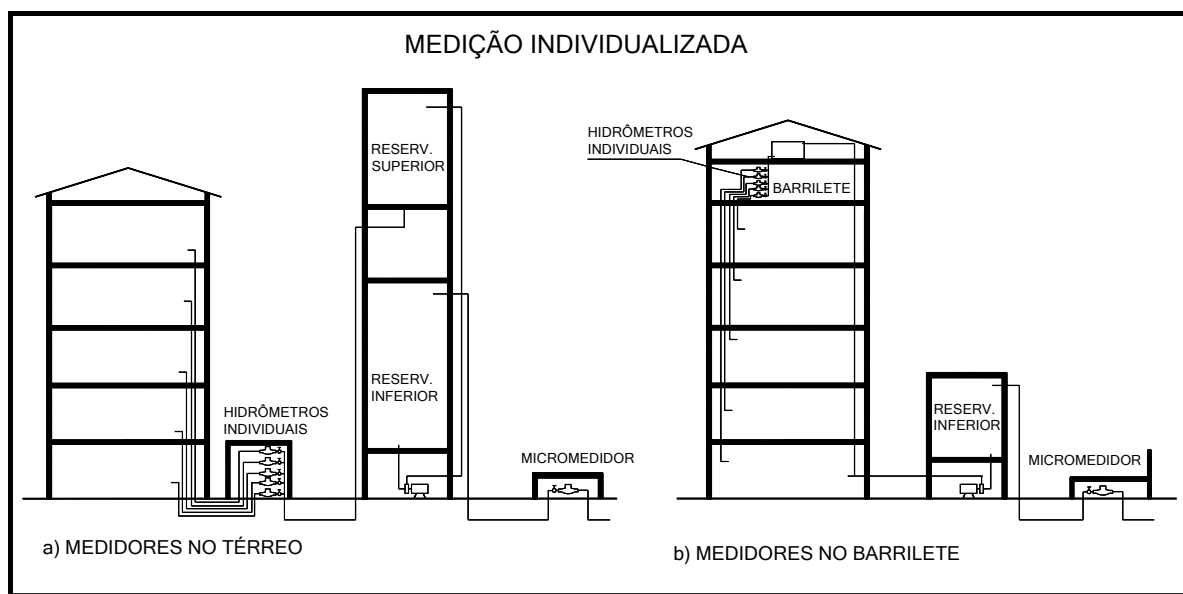 MEDIÇÃO INDIVIDUALIZADA
RESERV.
SUPERIOR
RESERV.
INFERIOR
HIDRÔMETROS
INDIVIDUAIS
MICROMEDIDOR
a) MEDIDORES NO TÉRREO
HIDRÔMETROS
INDIVIDUAIS
BARRILETE
RESERV.
INFERIOR
MICROMEDIDOR
b) MEDIDORES NO BARRILETE